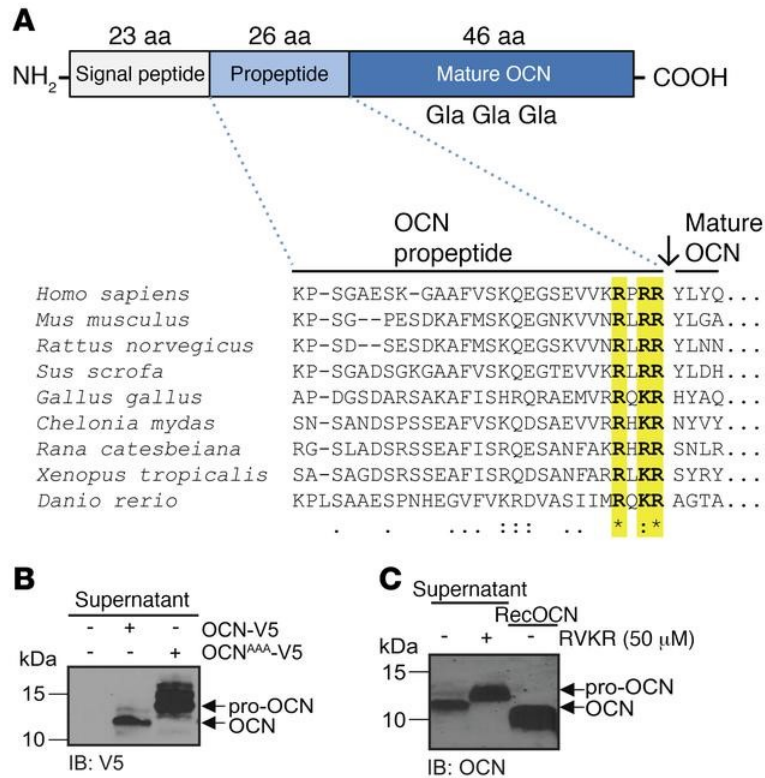 A
23 aa 26 aa 46 aa
NH2 Signal peptide Propeptide Mature OCN COOH
Gla Gla Gla
OCN propeptide ↓ Mature OCN
Homo sapiens KP-SGAESK-GAAFVSKQEGSEVVKRPRR YLYQ...
Mus musculus KP-SG--PESDKAFMSKQEGNKVVNRLRR YLGA...
Rattus norvegicus KP-SD--SESDKAFMSKQEGSKVVNRLRR YLNN...
Sus scrofa KP-SGADSGKGAAFVSKQEGTEVVKRLRR YLDH...
Gallus gallus AP-DGSDARSAKAFISHRQRAEMVRRQKR HYAQ...
Chelonia mydas SN-SANDSPSSEAFVSKQDSAEVVRRHKR NYVY...
Rana catesbeiana RG-SLADSRSSEAFISRQESANFAKRHRR SNLR...
Xenopus tropicalis SA-SAGDSRSSEAFISRQDSANFARRLKR SYRY...
Danio rerio KPLSAAESPNHEGVFVKRDVASIIMRQKR AGTA...
. . ... ::: .. * :*
B
Supernatant
- + - OCN-V5
- - + OCNAAA-V5
kDa
15
pro-OCN
OCN
10
IB: V5
C
Supernatant
RecOCN
- + - RVKR (50 µM)
kDa
15
pro-OCN
OCN
10
IB: OCN